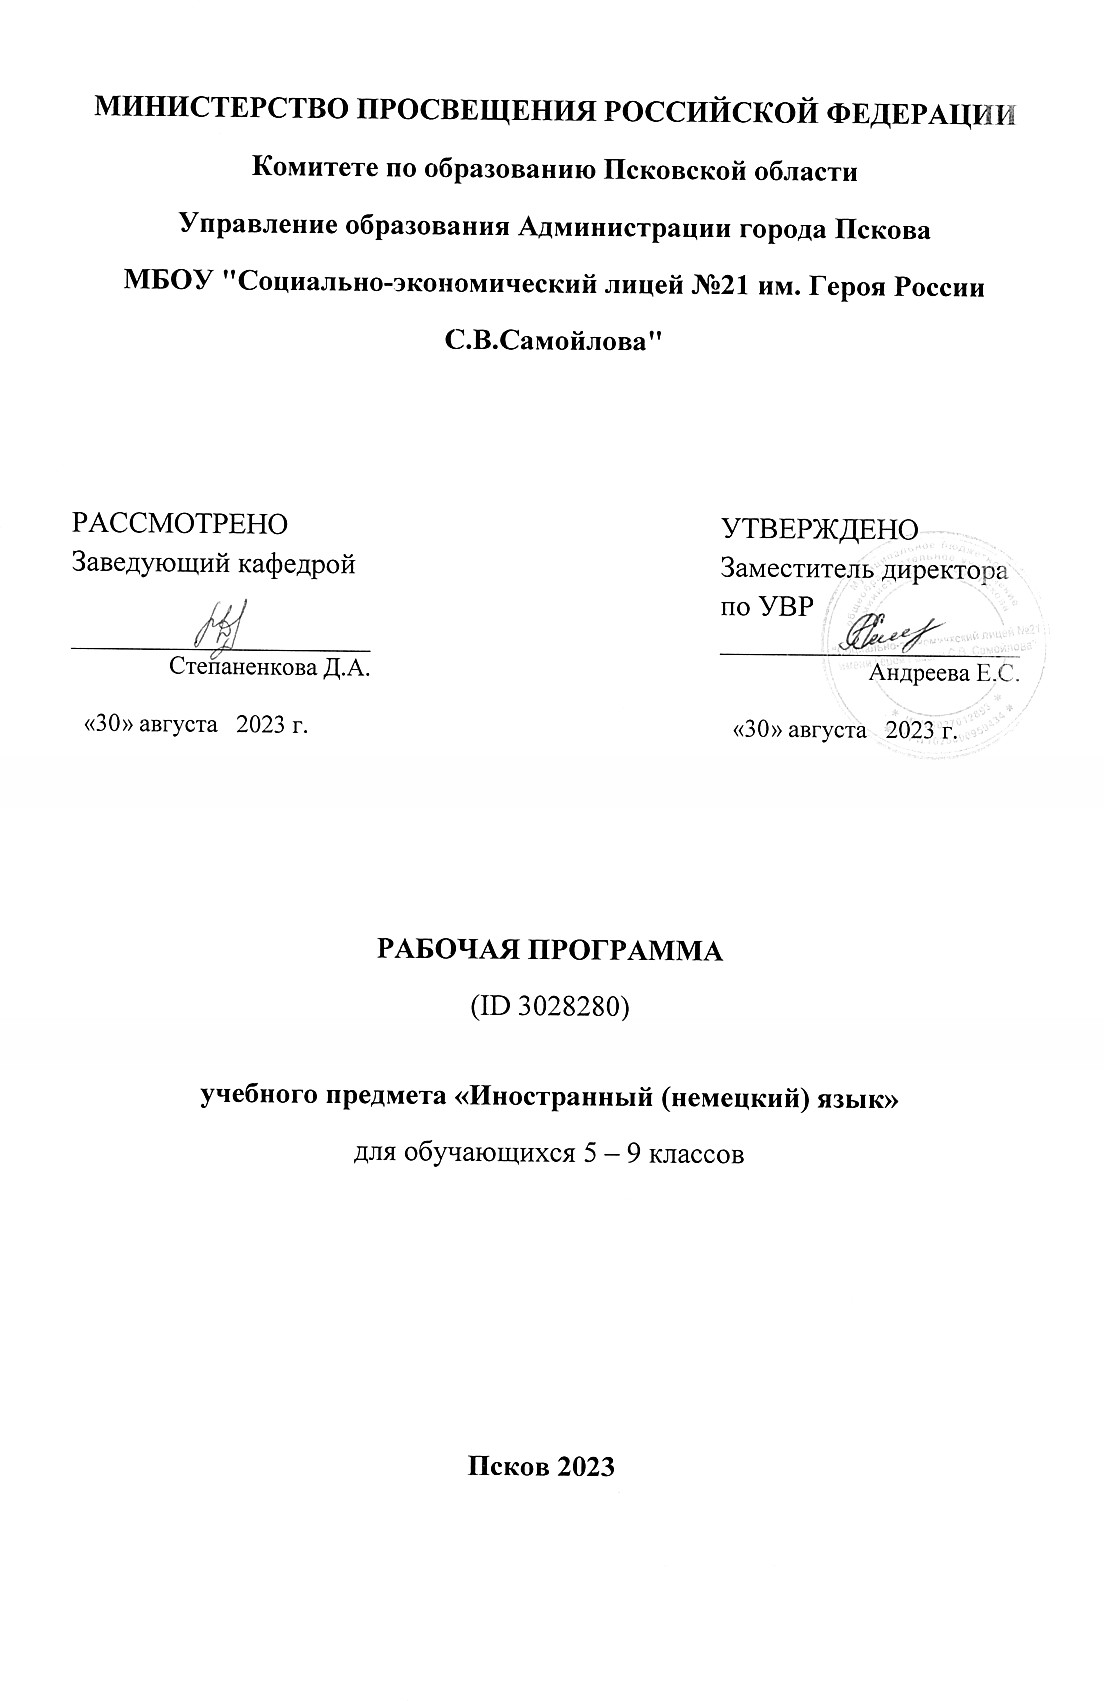 МИНИСТЕРСТВО ПРОСВЕЩЕНИЯ РОССИЙСКОЙ ФЕДЕРАЦИИ
Комитете по образованию Псковской области
Управление образования Администрации города Пскова
МБОУ "Социально-экономический лицей №21 им. Героя России
С.В.Самойлова"
РАССМОТРЕНО
Заведующий кафедрой
Степаненкова Д.А.
«30» августа 2023 г.
УТВЕРЖДЕНО
Заместитель директора
по УВР
Андреева Е.С.
«30» августа 2023 г.
РАБОЧАЯ ПРОГРАММА
(ID 3028280)
учебного предмета «Иностранный (немецкий) язык»
для обучающихся 5 – 9 классов
Псков 2023